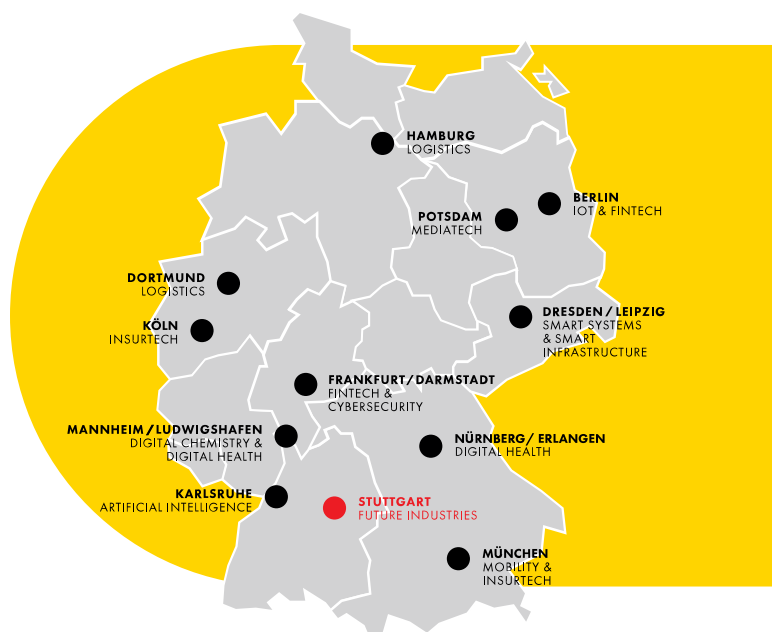 HAMBURG
LOGISTICS
BERLIN
IOT & FINTECH
POTSDAM
MEDIATECH
DORTMUND
LOGISTICS
KÖLN
INSURTECH
DRESDEN / LEIPZIG
SMART SYSTEMS
& SMART
INFRASTRUCTURE
FRANKFURT/DARMSTADT
FINTECH &
CYBERSECURITY
MANNHEIM/LUDWIGSHAFEN
DIGITAL CHEMISTRY &
DIGITAL HEALTH
NÜRNBERG/ ERLANGEN
DIGITAL HEALTH
KARLSRUHE
ARTIFICIAL INTELLIGENCE
STUTTGART
FUTURE INDUSTRIES
MÜNCHEN
MOBILITY &
INSURTECH